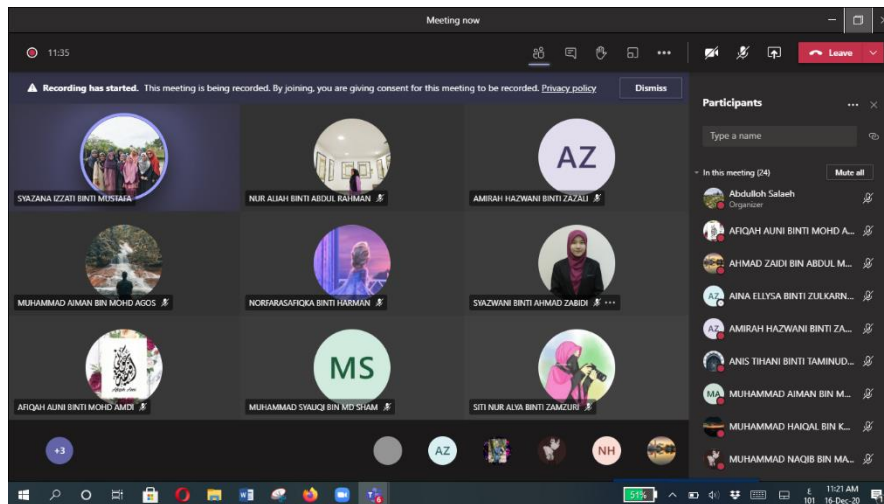 Meeting now
11:35
Leave
Recording has started. This meeting is being recorded. By joining, you are giving consent for this meeting to be recorded. Privacy policy
Dismiss
SYAZANA IZZATI BINTI MUSTAFA
NUR ALIAH BINTI ABDUL RAHMAN
AZ
AMIRAH HAZWANI BINTI ZAZALI
MUHAMMAD AIMAN BIN MOHD AGOS
NORFARASAFIQKA BINTI HARMAN
SYAZWANI BINTI AHMAD ZABIDI
AFIQAH AUNI BINTI MOHD AMDI
MS
MUHAMMAD SYAUQI BIN MD SHAM
SITI NUR ALYA BINTI ZAMZURI
+3
AZ
NH
Participants
Type a name
In this meeting (24)
Mute all
Abdulloh Salaeh
Organizer
AFIQAH AUNI BINTI MOHD A...
AHMAD ZAIDI BIN ABDUL M...
AZ
AINA ELLYSA BINTI ZULKARN...
AZ
AMIRAH HAZWANI BINTI ZA...
ANIS TIHANI BINTI TAMINUD...
MA
MUHAMMAD AIMAN BIN M...
MUHAMMAD HAIQAL BIN K...
MUHAMMAD NAQIB BIN MA...
51%
101
11:21 AM
16-Dec-20